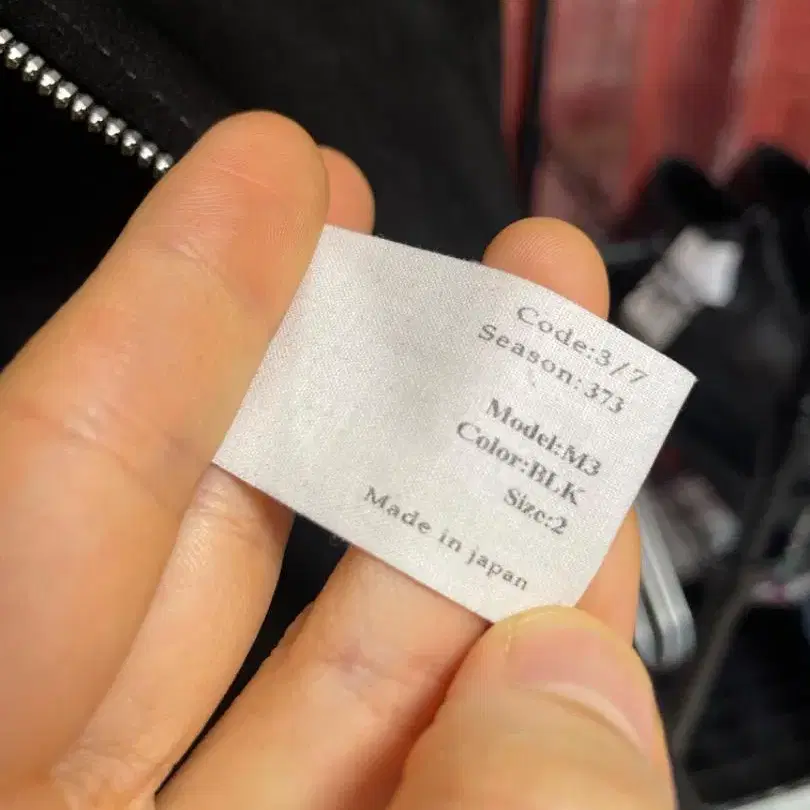 Code:3/7
Season:373
Model:M3
Color:BLK
Size:2
Made in japan